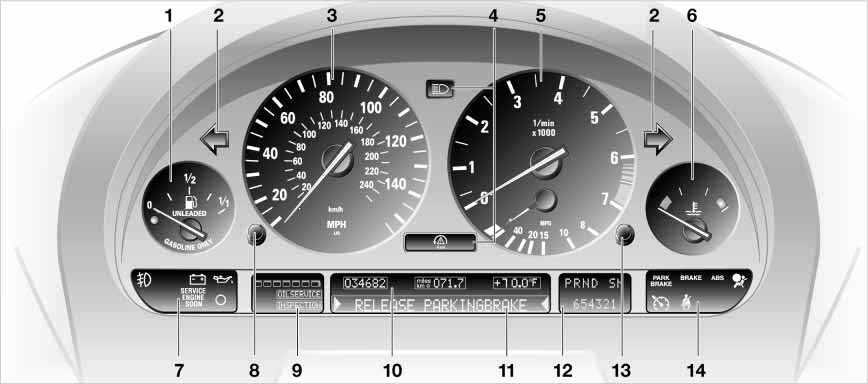 1 2 3 4 5 2 6
80
60 100
40 120
20 140
120 140 160
100 180
80 200
60 220
40 240
20
km/h
MPH
1/2
0 1/1
UNLEADED
GASOLINE ONLY
3 4
2 5
1 6
0 7
1/min
x 1000
MPG
40 20 15 10 8
SERVICE
ENGINE
SOON
OILSERVICE
INSPECTION
034682 miles 071.7 +10.0°F
RELEASE PARKINGBRAKE
PRND SM
654321
PARK
BRAKE BRAKE ABS
7 8 9 10 11 12 13 14